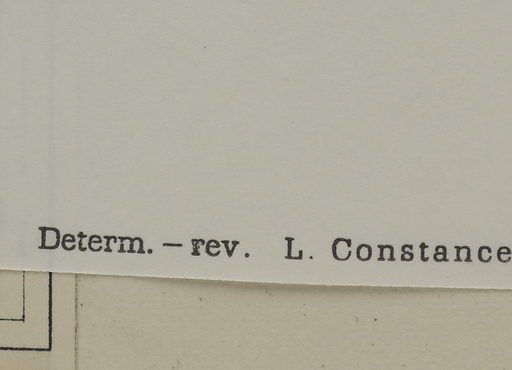 Determ. — rev. L. Constance